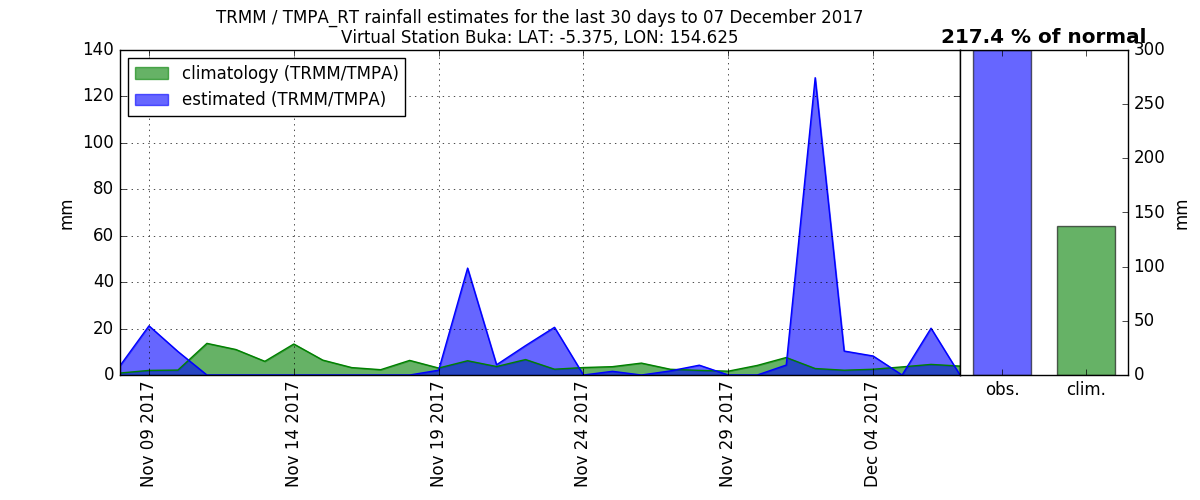 TRMM / TMPA_RT rainfall estimates for the last 30 days to 07 December 2017
Virtual Station Buka: LAT: -5.375, LON: 154.625
217.4 % of normal
climatology (TRMM/TMPA)
estimated (TRMM/TMPA)
mm
140
120
100
80
60
40
20
0
Nov 09 2017
Nov 14 2017
Nov 19 2017
Nov 24 2017
Nov 29 2017
Dec 04 2017
obs.
clim.
300
250
200
150
100
50
0
mm